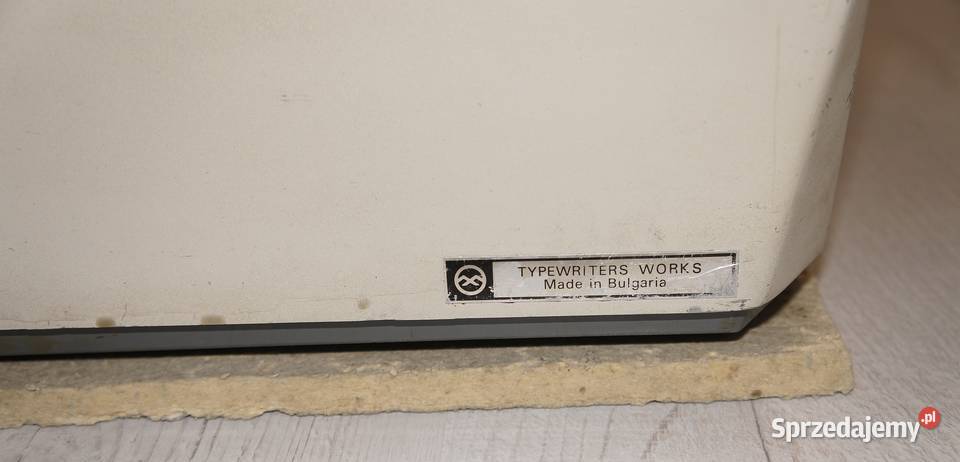 TYPEWRITERS WORKS
Made in Bulgaria
Sprzedajemy.pl